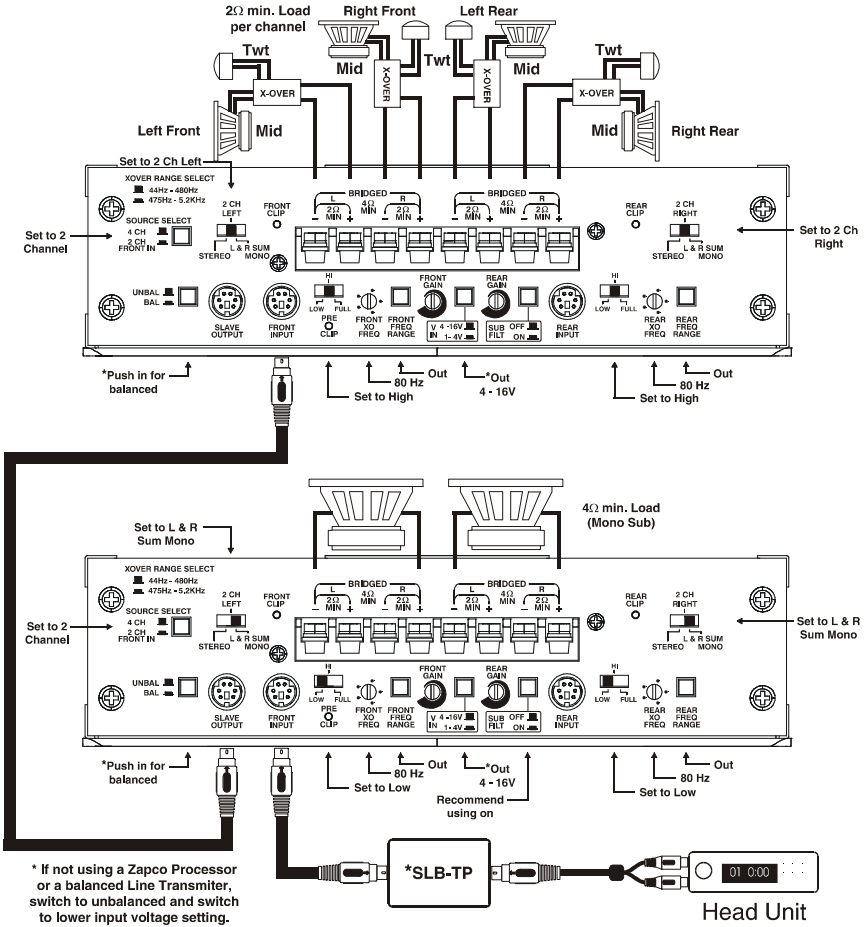 2Ω min. Load
per channel
Right Front
Left Rear
Twt
Mid
Twt
Mid
Twt
X-OVER
X-OVER
X-OVER
X-OVER
Left Front
Mid
Mid
Right Rear
Set to 2 Ch Left
XOVER RANGE SELECT
44Hz - 480Hz
475Hz - 5.2KHz
SOURCE SELECT
4 CH
2 CH
FRONT IN
Set to 2
Channel
2 CH
LEFT
STEREO
L & R SUM
MONO
FRONT
CLIP
BRIDGED
L
4Ω
R
2Ω
MIN
MIN
2Ω
MIN
- + - +
BRIDGED
L
4Ω
R
2Ω
MIN
MIN
2Ω
MIN
- + - +
REAR
CLIP
2 CH
RIGHT
STEREO
L & R SUM
MONO
Set to 2 Ch
Right
UNBAL
BAL
SLAVE
OUTPUT
FRONT
INPUT
HI
LOW
FULL
PRE
CLIP
FRONT
XO
FREQ
FRONT
FREQ
RANGE
FRONT
GAIN
V
IN
4 -16V
1- 4V
REAR
GAIN
SUB
FILT
OFF
ON
REAR
INPUT
HI
LOW
FULL
REAR
XO
FREQ
REAR
FREQ
RANGE
*Push in for
balanced
Out
80 Hz
Set to High
*Out
4 - 16V
Out
80 Hz
Set to High
4Ω min. Load
(Mono Sub)
Set to L & R
Sum Mono
XOVER RANGE SELECT
44Hz - 480Hz
475Hz - 5.2KHz
SOURCE SELECT
4 CH
2 CH
FRONT IN
Set to 2
Channel
2 CH
LEFT
STEREO
L & R SUM
MONO
FRONT
CLIP
BRIDGED
L
4Ω
R
2Ω
MIN
MIN
2Ω
MIN
- + - +
BRIDGED
L
4Ω
R
2Ω
MIN
MIN
2Ω
MIN
- + - +
REAR
CLIP
2 CH
RIGHT
STEREO
L & R SUM
MONO
Set to L & R
Sum Mono
UNBAL
BAL
SLAVE
OUTPUT
FRONT
INPUT
HI
LOW
FULL
PRE
CLIP
FRONT
XO
FREQ
FRONT
FREQ
RANGE
FRONT
GAIN
V
IN
4 -16V
1- 4V
REAR
GAIN
SUB
FILT
OFF
ON
REAR
INPUT
HI
LOW
FULL
REAR
XO
FREQ
REAR
FREQ
RANGE
*Push in for
balanced
Out
80 Hz
Set to Low
*Out
4 - 16V
Recommend
using on
Out
80 Hz
Set to Low
*SLB-TP
01 0:00
Head Unit
* If not using a Zapco Processor
or a balanced Line Transmiter,
switch to unbalanced and switch
to lower input voltage setting.